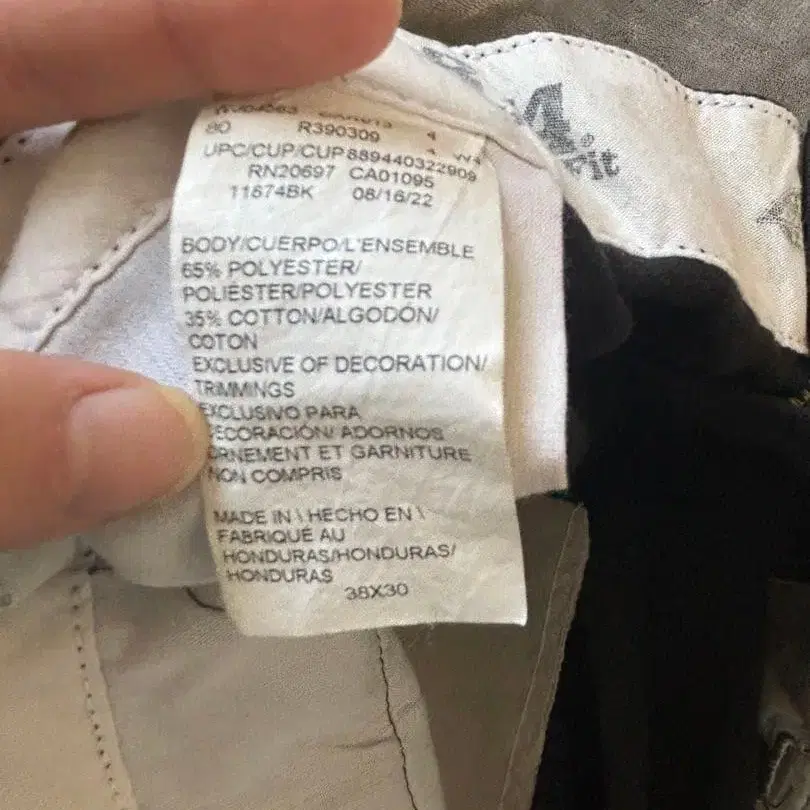 80 R390309 4
UPC/CUP/CUP 889440322909
RN20697 CA01095
11674BK 08/16/22
BODY/CUERPO/L'ENSEMBLE
65% POLYESTER/
POLIÉSTER/POLYESTER
35% COTTON/ALGODÓN/
COTON
EXCLUSIVE OF DECORATION/
TRIMMINGS
EXCLUSIVO PARA
DECORACIÓN/ ADORNOS
ORNEMENT ET GARNITURE
NON COMPRIS
MADE IN \ HECHO EN \
FABRIQUÉ AU
HONDURAS/HONDURAS/
HONDURAS
38X30